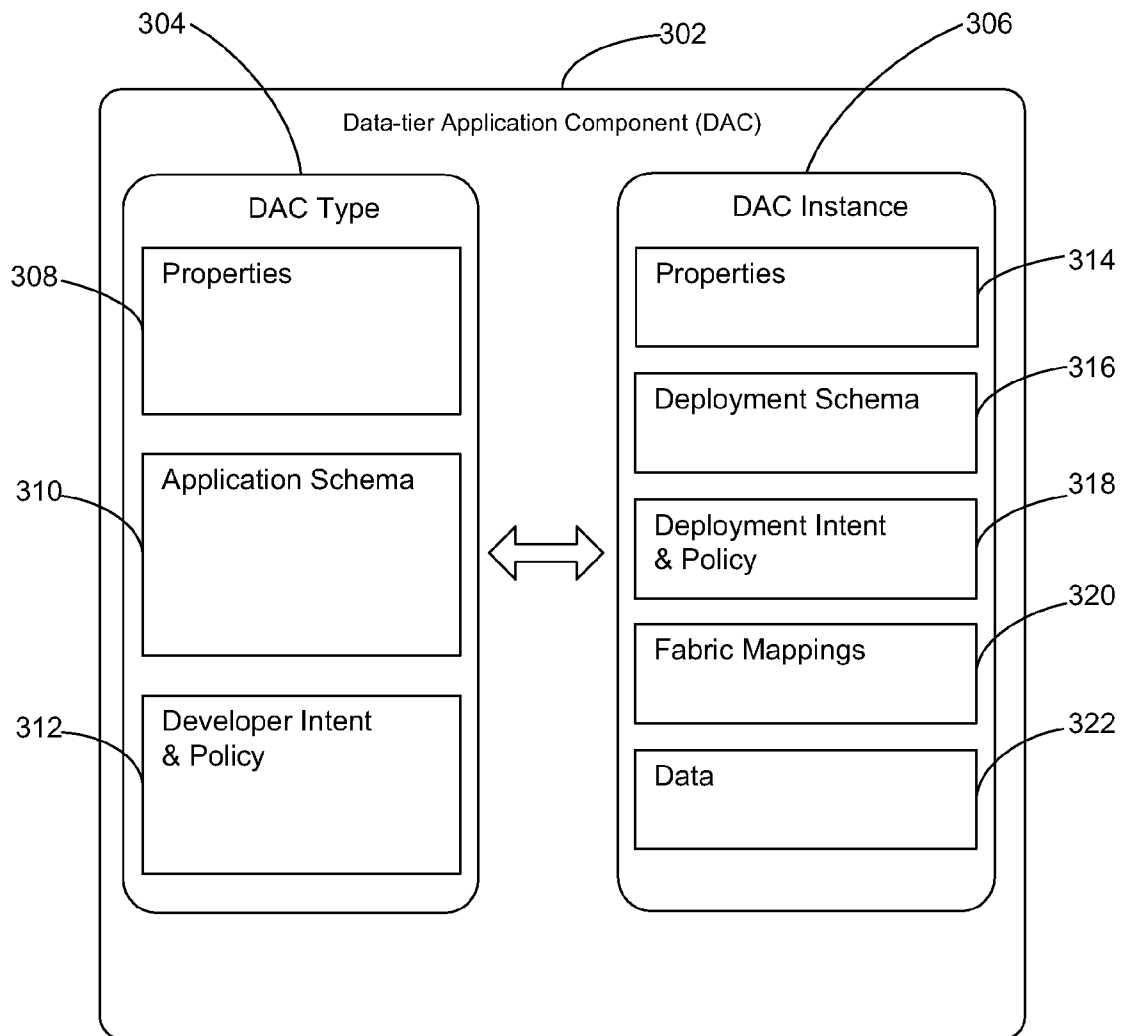 304
302
306
Data-tier Application Component (DAC)
DAC Type
DAC Instance
308
Properties
Properties
314
Deployment Schema
316
310
Application Schema
Deployment Intent
& Policy
318
Fabric Mappings
320
312
Developer Intent
& Policy
Data
322